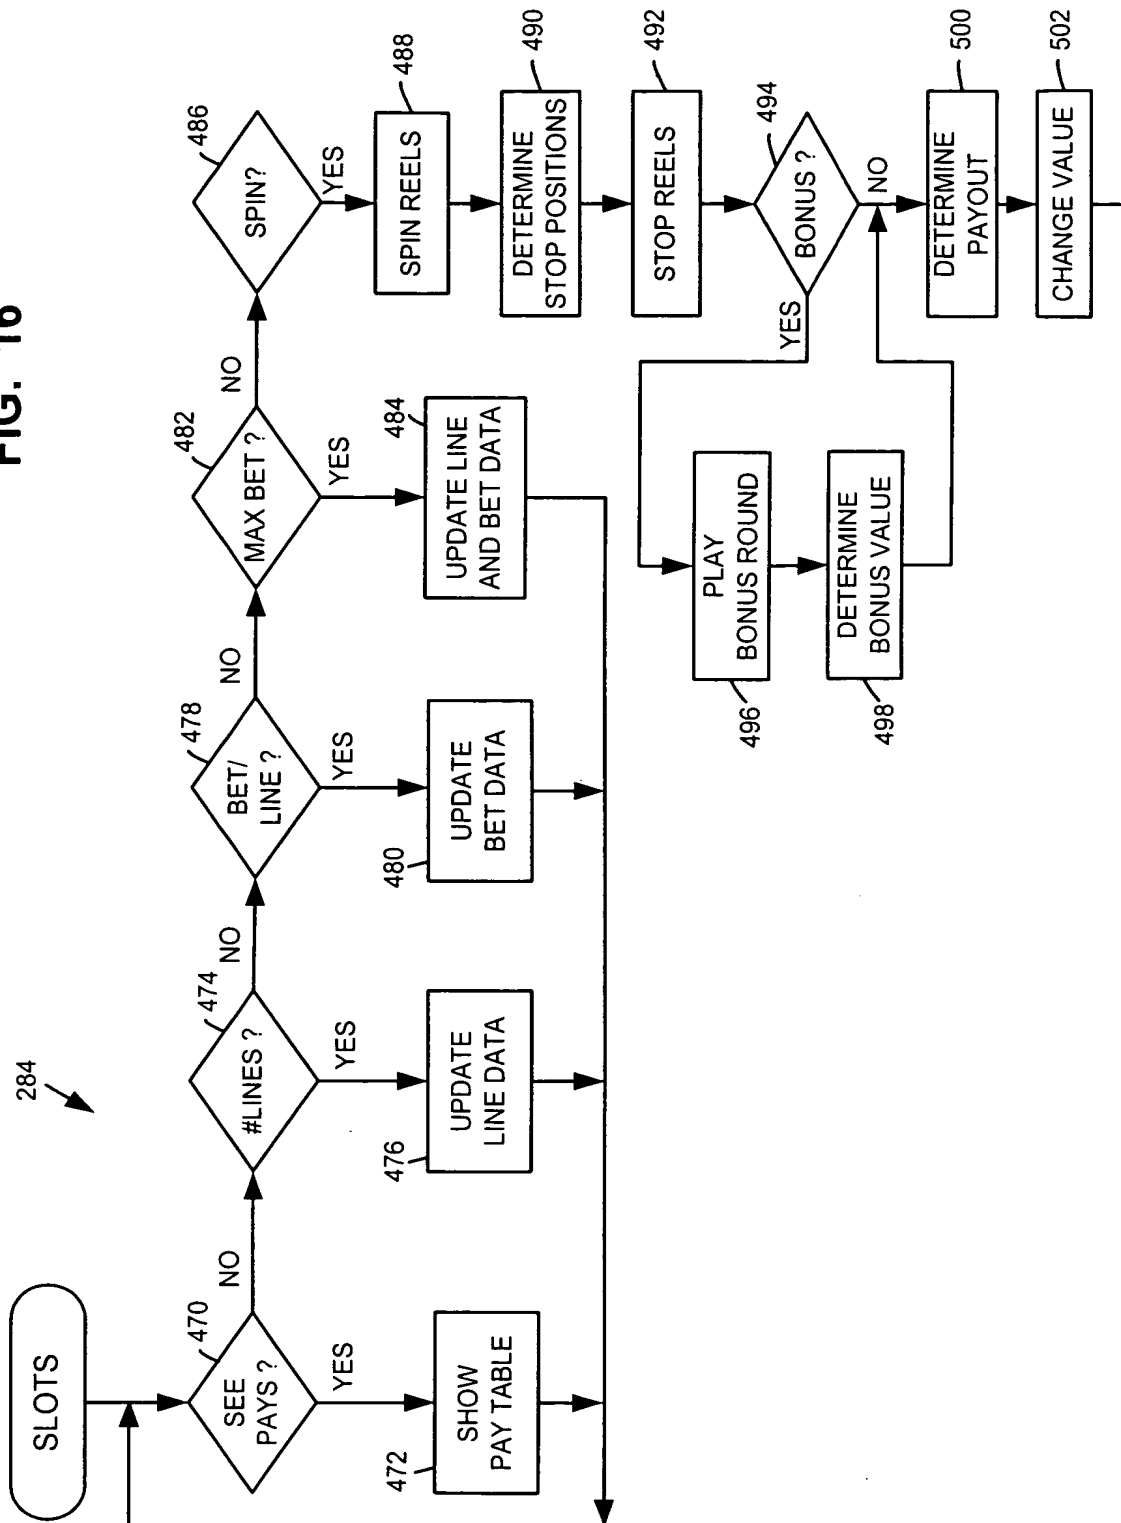 FIG. 16
284
SLOTS
SEE
PAYS ?
470
YES
NO
SHOW
PAY TABLE
472
#LINES ?
474
YES
NO
UPDATE
LINE DATA
476
BET/
LINE ?
478
YES
NO
UPDATE
BET DATA
480
MAX BET ?
482
YES
NO
UPDATE LINE
AND BET DATA
484
SPIN?
486
YES
SPIN REELS
488
DETERMINE
STOP POSITIONS
490
STOP REELS
492
BONUS ?
494
YES
NO
PLAY
BONUS ROUND
496
DETERMINE
BONUS VALUE
498
DETERMINE
PAYOUT
500
CHANGE VALUE
502